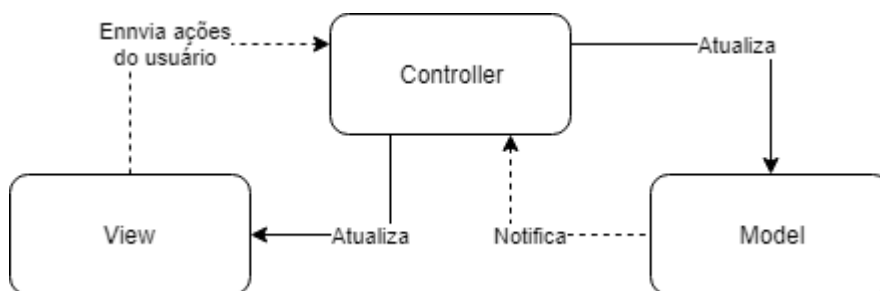 Ennvia ações
do usuário
Controller
Atualiza
View
Atualiza
Notifica
Model